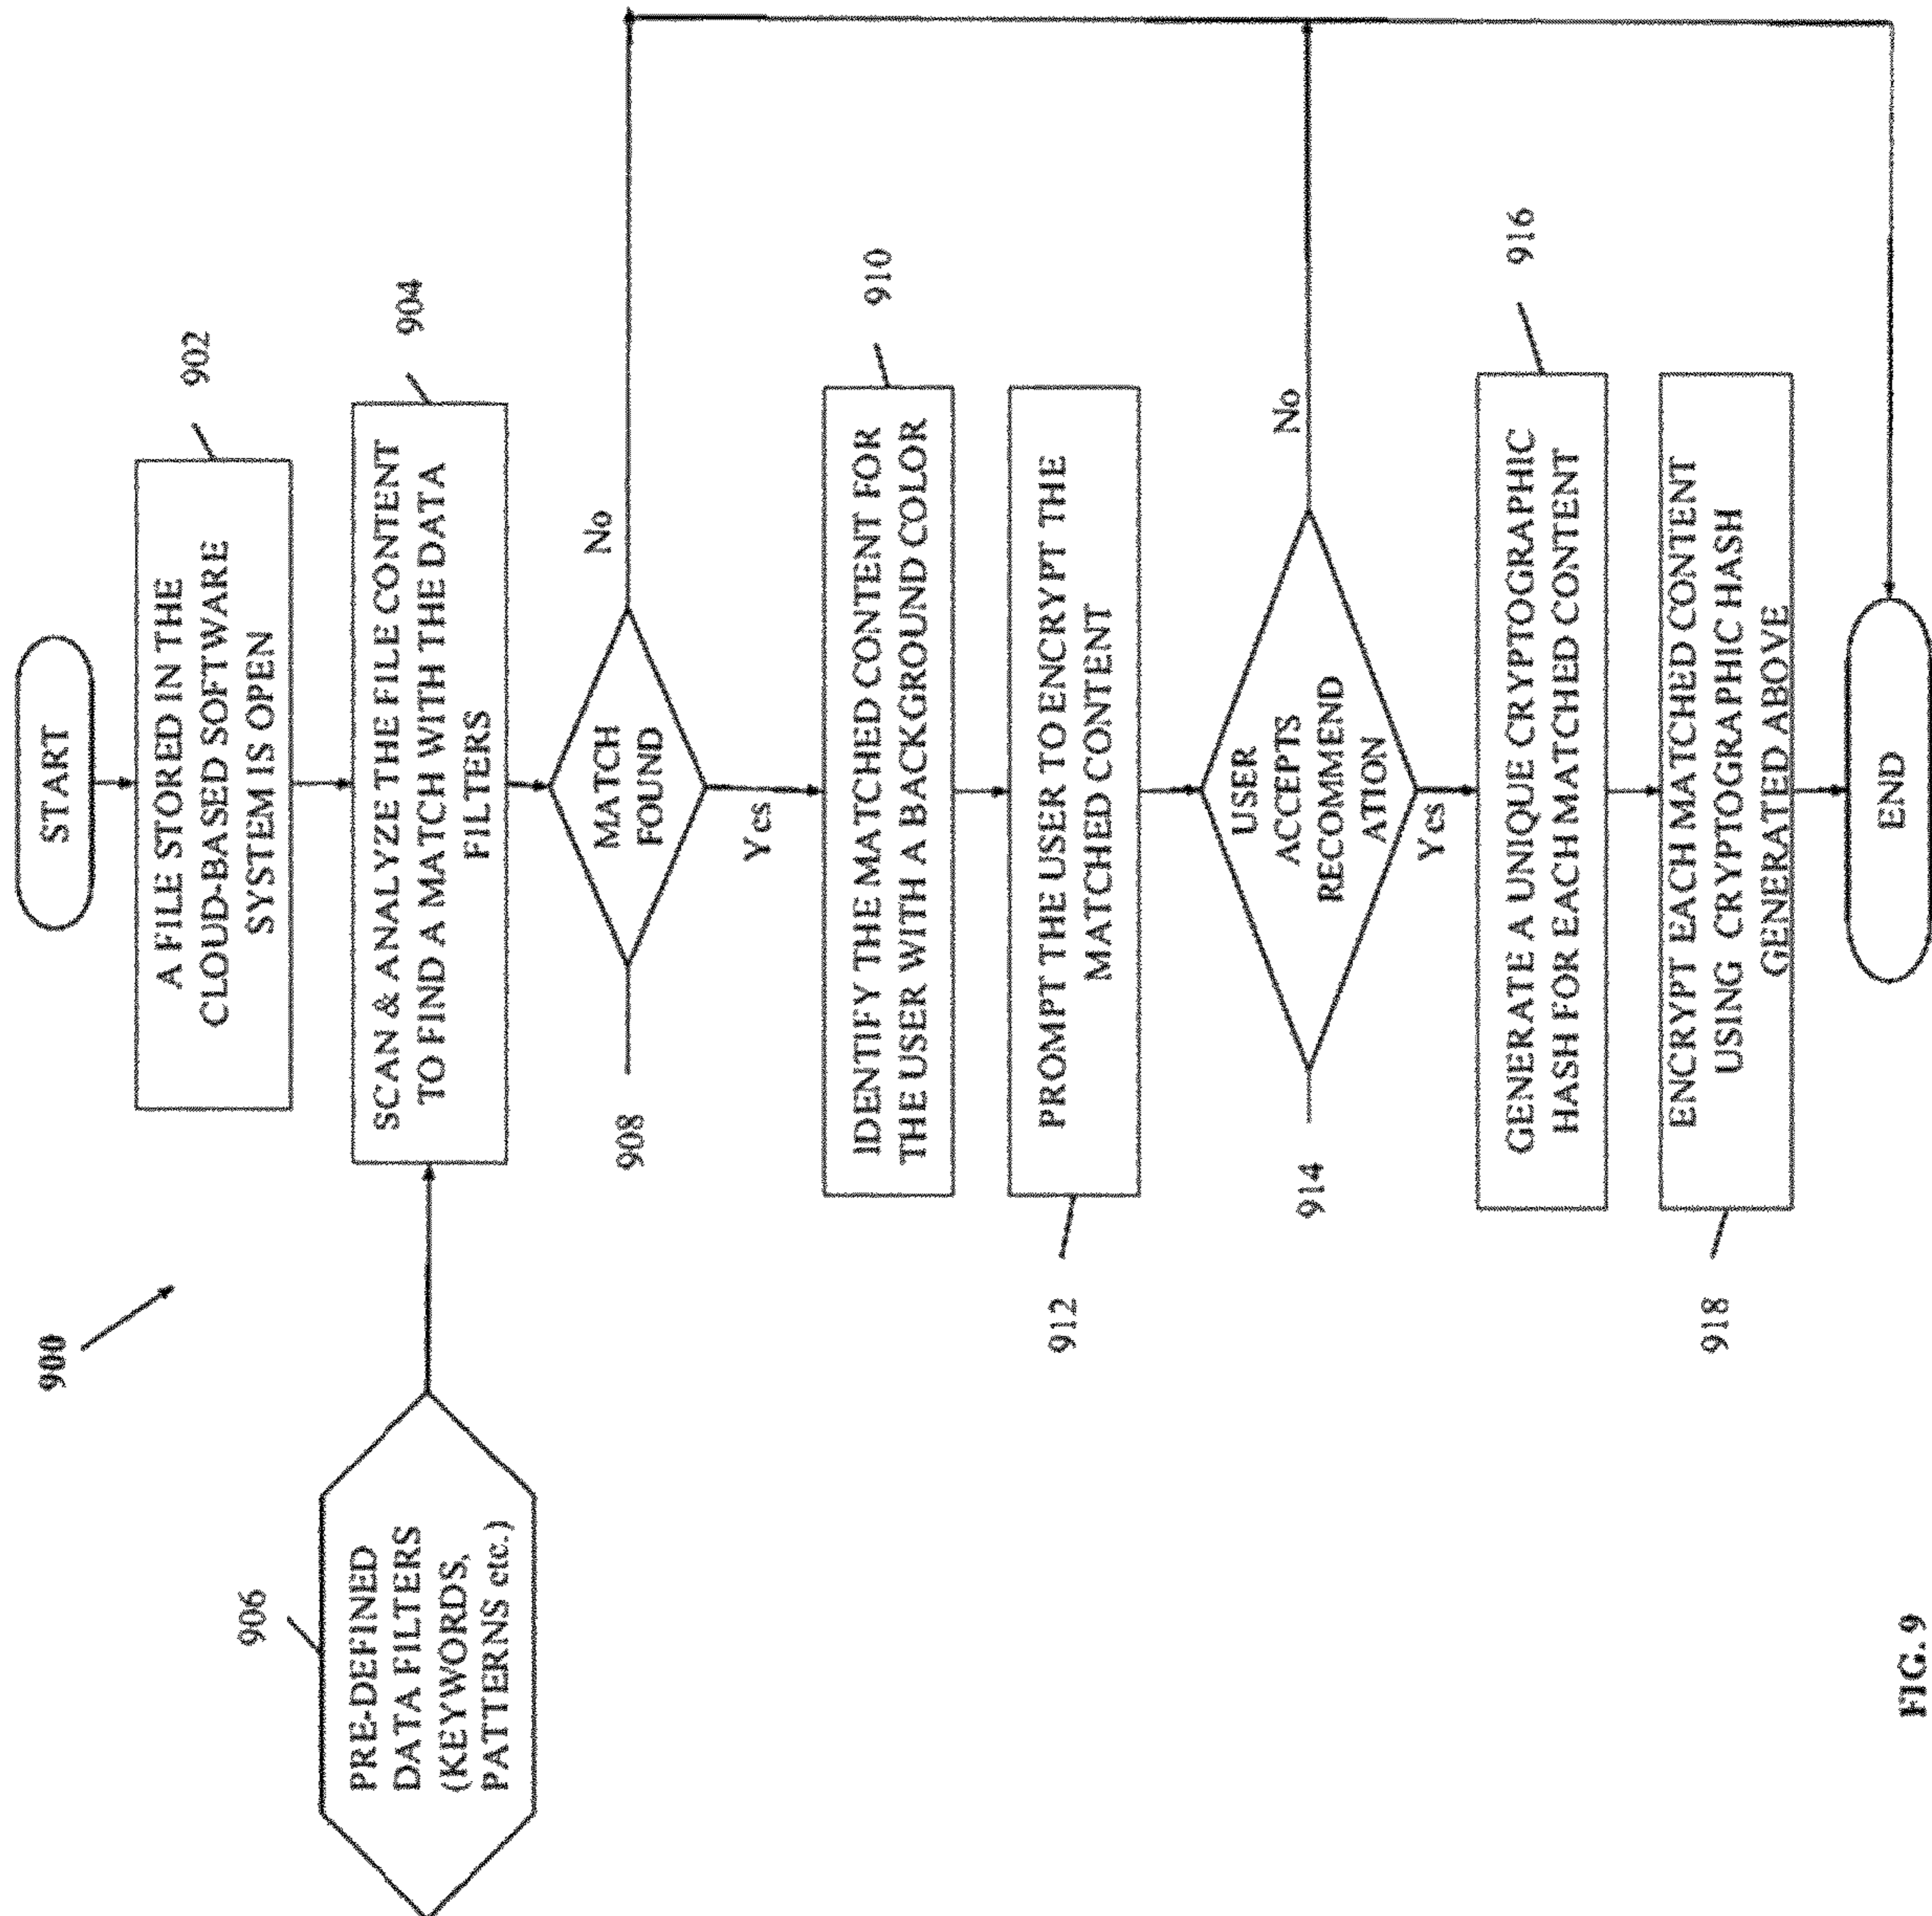 900
START
A FILE STORED IN THE
CLOUD-BASED SOFTWARE
SYSTEM IS OPEN
902
906
PRE-DEFINED
DATA FILTERS
(KEYWORDS,
PATTERNS etc.)
SCAN & ANALYZE THE FILE CONTENT
TO FIND A MATCH WITH THE DATA
FILTERS
904
MATCH
FOUND
908
No
Yes
IDENTIFY THE MATCHED CONTENT FOR
THE USER WITH A BACKGROUND COLOR
910
PROMPT THE USER TO ENCRYPT THE
MATCHED CONTENT
912
USER
ACCEPTS
RECOMMEND
ATION
914
No
Yes
GENERATE A UNIQUE CRYPTOGRAPHIC
HASH FOR EACH MATCHED CONTENT
916
ENCRYPT EACH MATCHED CONTENT
USING CRYPTOGRAPHIC HASH
GENERATED ABOVE
918
END
FIG. 9